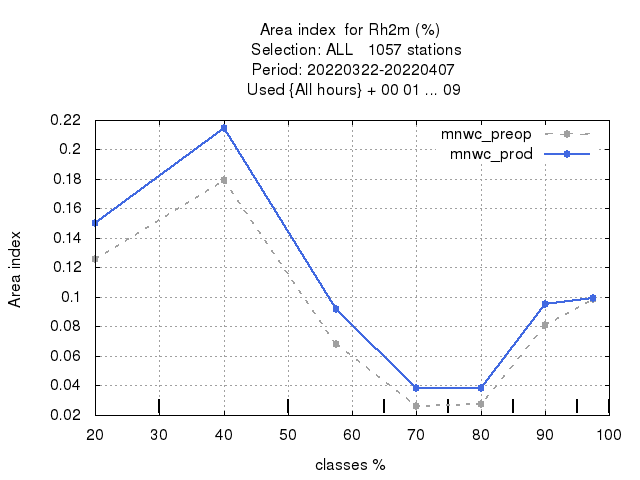 Area index for Rh2m (%)
Selection: ALL 1057 stations
Period: 20220322-20220407
Used {All hours} + 00 01 ... 09
mnwc_preop
mnwc_prod
0.22
0.2
0.18
0.16
0.14
0.12
0.1
0.08
0.06
0.04
0.02
Area index
20 30 40 50 60 70 80 90 100
classes %